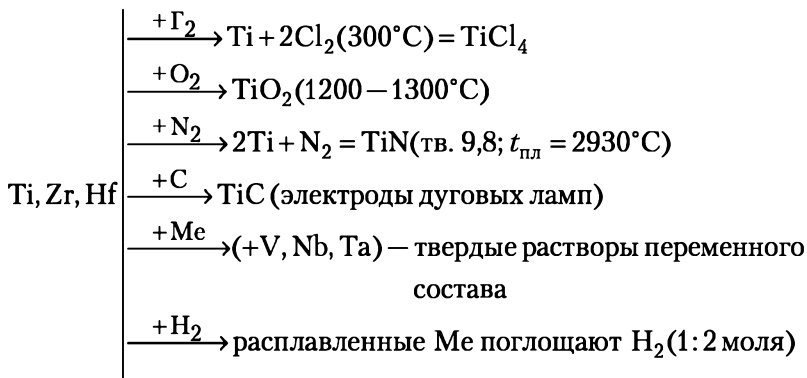 +Г₂ Ti + 2Cl₂(300°C) = TiCl₄
+O₂ TiO₂(1200 – 1300°C)
+N₂ 2Ti + N₂ = TiN(тв. 9,8; tпл = 2930°C)
Ti, Zr, Hf +C TiC (электроды дуговых ламп)
+Me (+V, Nb, Ta) – твердые растворы переменного
состава
+H₂ расплавленные Me поглощают H₂(1 : 2 моля)